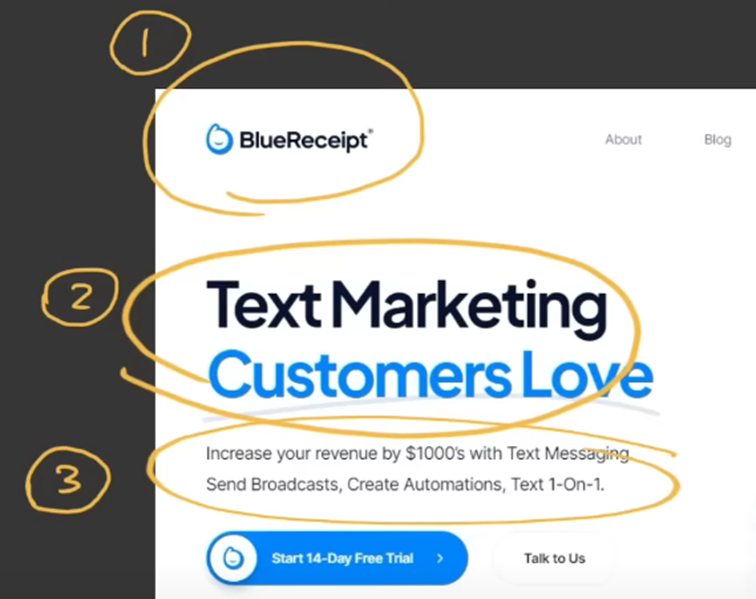 1
BlueReceipt®
About
Blog
2
Text Marketing
Customers Love
3
Increase your revenue by $1000's with Text Messaging.
Send Broadcasts, Create Automations, Text 1-On-1.
Start 14-Day Free Trial
Talk to Us